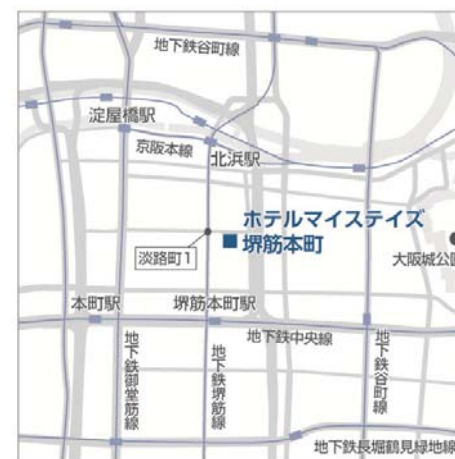 地下鉄谷町線
淀屋橋駅
京阪本線
北浜駅
ホテルマイステイズ
堺筋本町
淡路町1
大阪城公園
本町駅
堺筋本町駅
地下鉄中央線
地下鉄御堂筋線
地下鉄堺筋線
地下鉄谷町線
地下鉄長堀鶴見緑地線